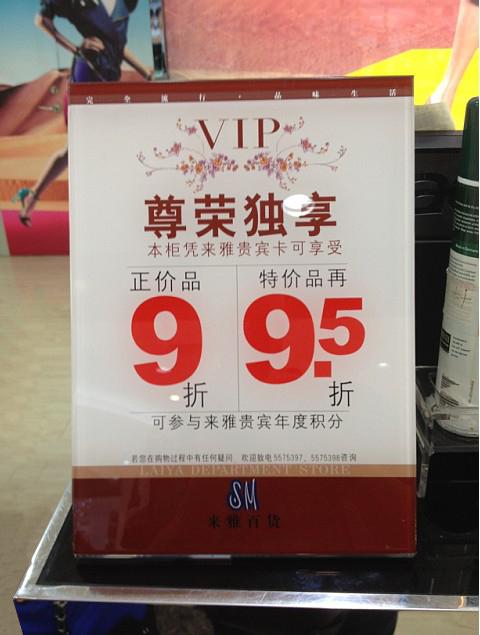 完全流行·品味生活
VIP
尊荣独享
本柜凭来雅贵宾卡可享受
正价品
9折
特价品再
9.5折
可参与来雅贵宾年度积分
若您在购物过程中有任何疑问 欢迎致电5575397、5575398咨询
LAIYA DEPARTMENT STORE
SM
来雅百货